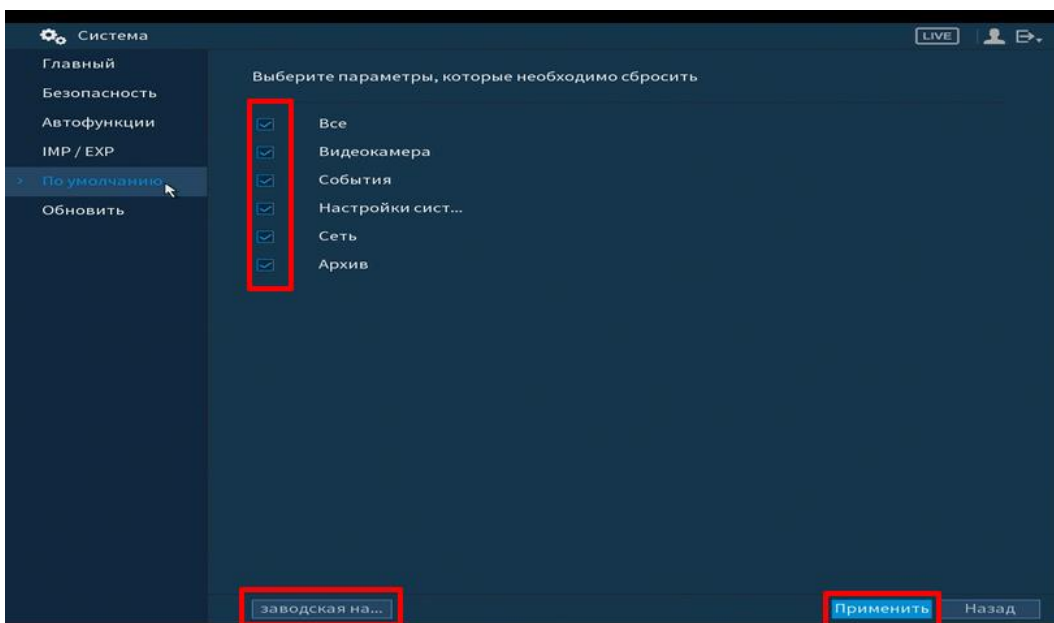 Система
LIVE
Главный
Безопасность
Автофункции
IMP / EXP
По умолчанию
Обновить
Выберите параметры, которые необходимо сбросить
Все
Видеокамера
События
Настройки сист...
Сеть
Архив
заводская на...
Применить
Назад